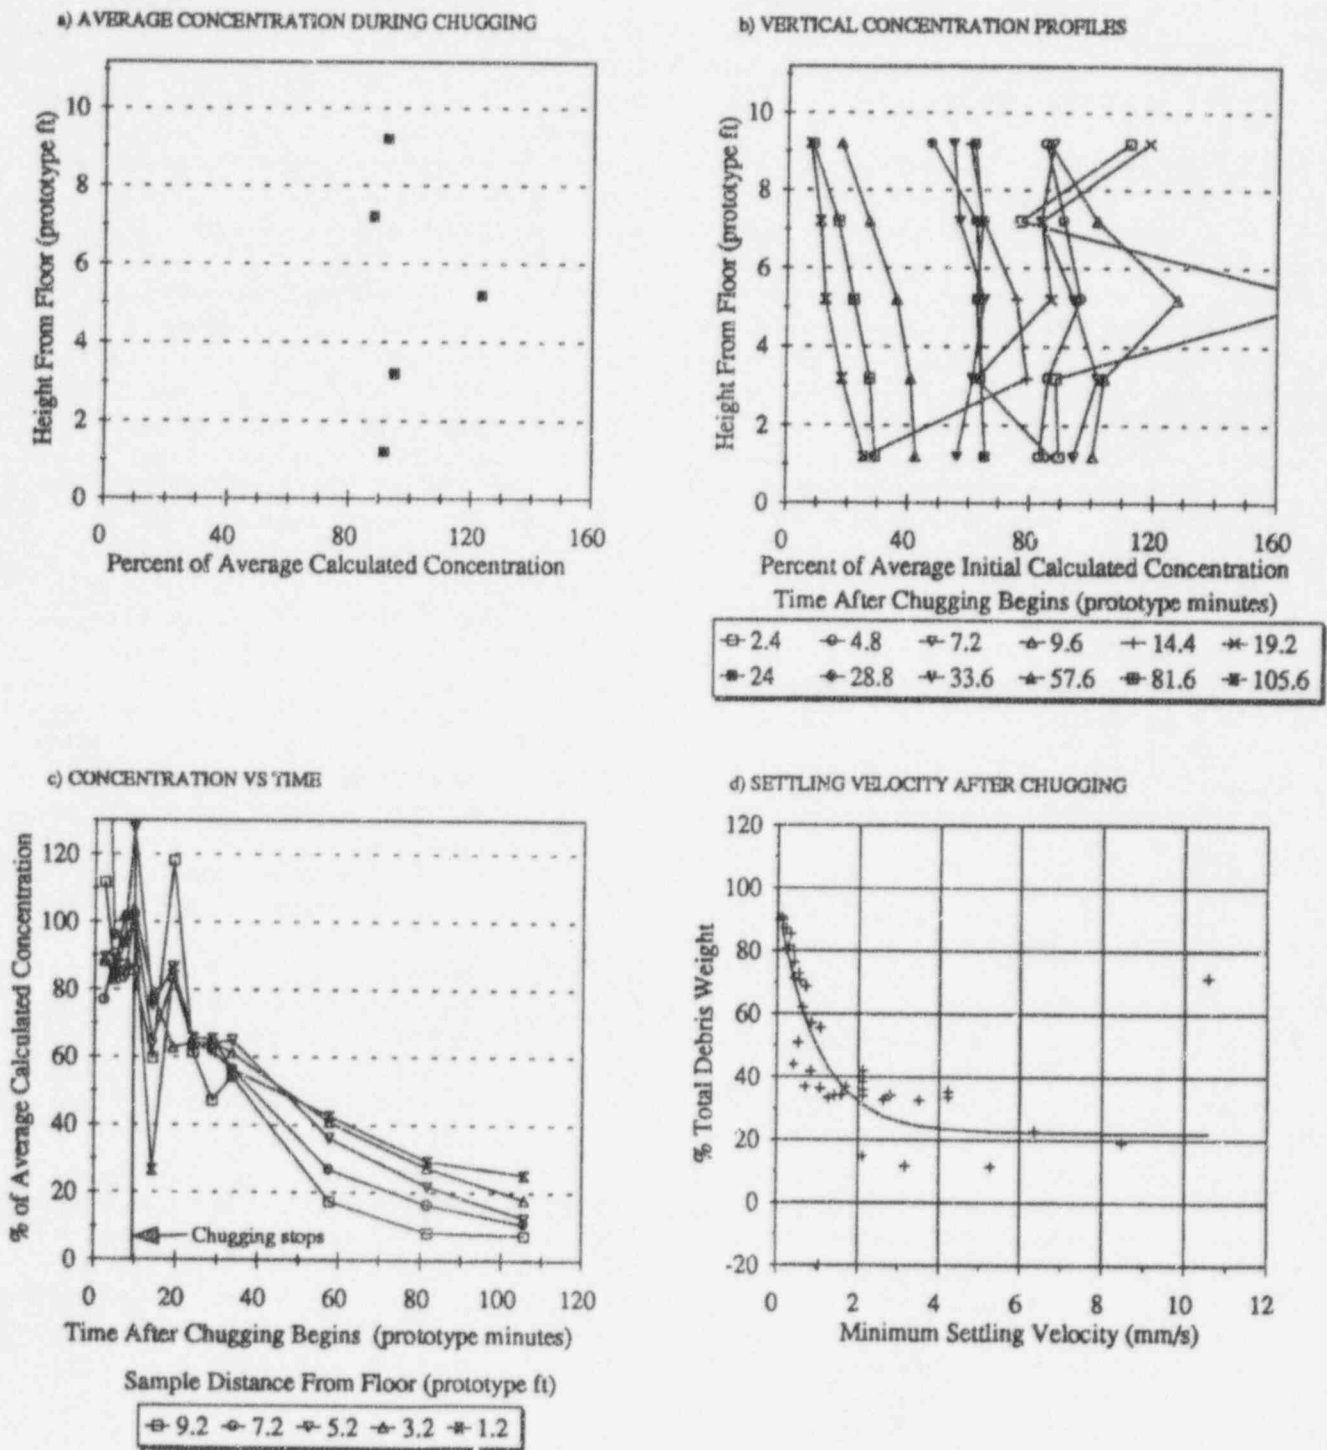 a) AVERAGE CONCENTRATION DURING CHUGGING
Height From Floor (prototype ft)
10
8
6
4
2
0
0 40 80 120 160
Percent of Average Calculated Concentration
b) VERTICAL CONCENTRATION PROFILES
Height From Floor (prototype ft)
10
8
6
4
2
0
0 40 80 120 160
Percent of Average Initial Calculated Concentration
Time After Chugging Begins (prototype minutes)
2.4 4.8 7.2 9.6 14.4 19.2
24 28.8 33.6 57.6 81.6 105.6
c) CONCENTRATION VS TIME
% of Average Calculated Concentration
120
100
80
60
40
20
0
Chugging stops
0 20 40 60 80 100 120
Time After Chugging Begins (prototype minutes)
Sample Distance From Floor (prototype ft)
9.2 7.2 5.2 3.2 1.2
d) SETTLING VELOCITY AFTER CHUGGING
% Total Debris Weight
120
100
80
60
40
20
0
-20
0 2 4 6 8 10 12
Minimum Settling Velocity (mm/s)